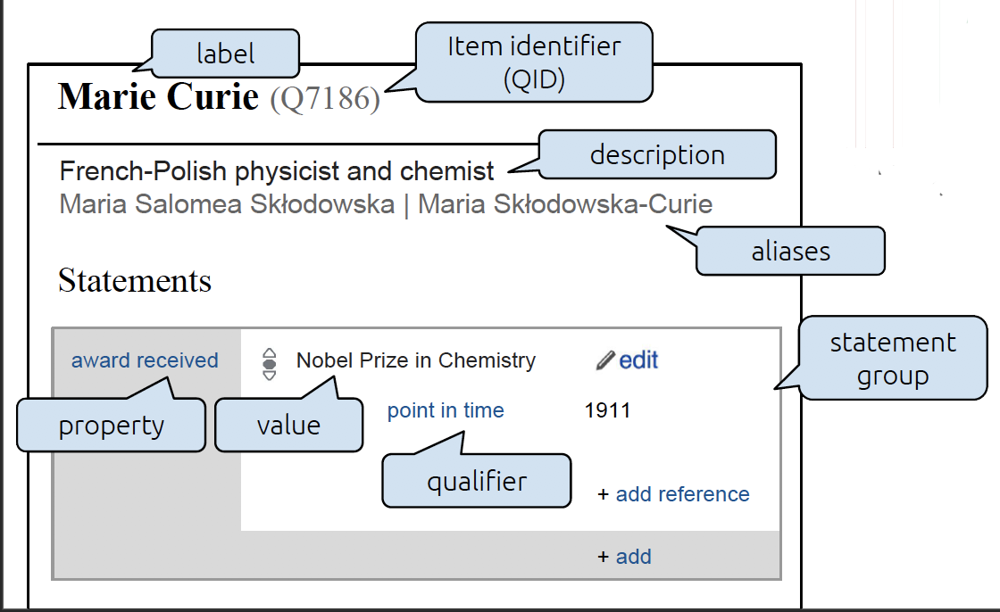 label
Item identifier
(QID)
Marie Curie (Q7186)
description
French-Polish physicist and chemist
Maria Salomea Skłodowska | Maria Skłodowska-Curie
aliases
Statements
statement
group
award received
Nobel Prize in Chemistry
edit
property
value
point in time
1911
qualifier
+ add reference
+ add